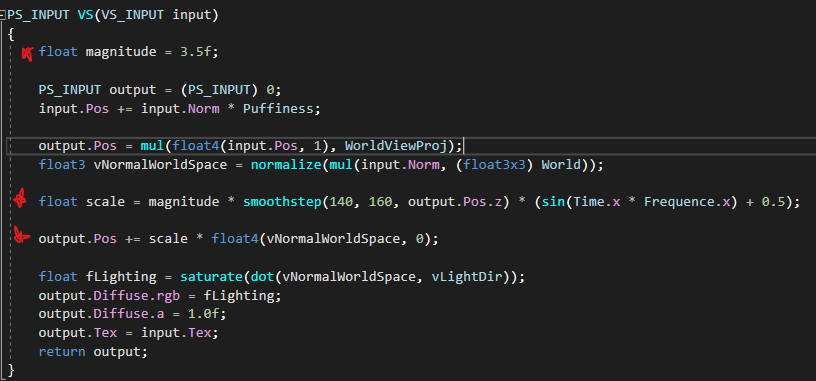 PS_INPUT VS(VS_INPUT input)
{
float magnitude = 3.5f;
PS_INPUT output = (PS_INPUT) 0;
input.Pos += input.Norm * Puffiness;
output.Pos = mul(float4(input.Pos, 1), WorldViewProj);
float3 vNormalWorldSpace = normalize(mul(input.Norm, (float3x3) World));
float scale = magnitude * smoothstep(140, 160, output.Pos.z) * (sin(Time.x * Frequence.x) + 0.5);
output.Pos += scale * float4(vNormalWorldSpace, 0);
float fLighting = saturate(dot(vNormalWorldSpace, vLightDir));
output.Diffuse.rgb = fLighting;
output.Diffuse.a = 1.0f;
output.Tex = input.Tex;
return output;
}